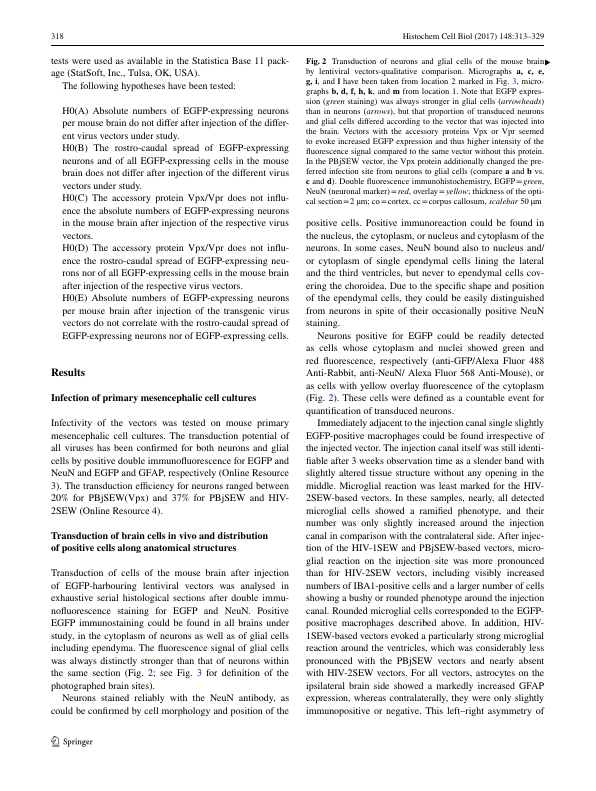 318
Histochem Cell Biol (2017) 148:313–329
tests were used as available in the Statistica Base 11 pack-
age (StatSoft, Inc., Tulsa, OK, USA).
The following hypotheses have been tested:
H0(A) Absolute numbers of EGFP-expressing neurons
per mouse brain do not differ after injection of the differ-
ent virus vectors under study.
H0(B) The rostro-caudal spread of EGFP-expressing
neurons and of all EGFP-expressing cells in the mouse
brain does not differ after injection of the different virus
vectors under study.
H0(C) The accessory protein Vpx/Vpr does not influ-
ence the absolute numbers of EGFP-expressing neurons
in the mouse brain after injection of the respective virus
vectors.
H0(D) The accessory protein Vpx/Vpr does not influ-
ence the rostro-caudal spread of EGFP-expressing neu-
rons nor of all EGFP-expressing cells in the mouse brain
after injection of the respective virus vectors.
H0(E) Absolute numbers of EGFP-expressing neurons
per mouse brain after injection of the transgenic virus
vectors do not correlate with the rostro-caudal spread of
EGFP-expressing neurons nor of EGFP-expressing cells.
Results
Infection of primary mesencephalic cell cultures
Infectivity of the vectors was tested on mouse primary
mesencephalic cell cultures. The transduction potential of
all viruses has been confirmed for both neurons and glial
cells by positive double immunofluorescence for EGFP and
NeuN and EGFP and GFAP, respectively (Online Resource
3). The transduction efficiency for neurons ranged between
20% for PBjSEW(Vpx) and 37% for PBjSEW and HIV-
2SEW (Online Resource 4).
Transduction of brain cells in vivo and distribution
of positive cells along anatomical structures
Transduction of cells of the mouse brain after injection
of EGFP-harbouring lentiviral vectors was analysed in
exhaustive serial histological sections after double immu-
nofluorescence staining for EGFP and NeuN. Positive
EGFP immunostaining could be found in all brains under
study, in the cytoplasm of neurons as well as of glial cells
including ependyma. The fluorescence signal of glial cells
was always distinctly stronger than that of neurons within
the same section (Fig. 2; see Fig. 3 for definition of the
photographed brain sites).
Neurons stained reliably with the NeuN antibody, as
could be confirmed by cell morphology and position of the
Fig. 2 Transduction of neurons and glial cells of the mouse brain▶
by lentiviral vectors-qualitative comparison. Micrographs a, c, e,
g, i, and l have been taken from location 2 marked in Fig. 3, micro-
graphs b, d, f, h, k, and m from location 1. Note that EGFP expres-
sion (green staining) was always stronger in glial cells (arrowheads)
than in neurons (arrows), but that proportion of transduced neurons
and glial cells differed according to the vector that was injected into
the brain. Vectors with the accessory proteins Vpx or Vpr seemed
to evoke increased EGFP expression and thus higher intensity of the
fluorescence signal compared to the same vector without this protein.
In the PBjSEW vector, the Vpx protein additionally changed the pre-
ferred infection site from neurons to glial cells (compare a and b vs.
c and d). Double fluorescence immunohistochemistry, EGFP=green,
NeuN (neuronal marker)=red, overlay=yellow; thickness of the opti-
cal section=2 μm; co=cortex, cc=corpus callosum, scalebar 50 μm
positive cells. Positive immunoreaction could be found in
the nucleus, the cytoplasm, or nucleus and cytoplasm of the
neurons. In some cases, NeuN bound also to nucleus and/
or cytoplasm of single ependymal cells lining the lateral
and the third ventricles, but never to ependymal cells cov-
ering the choroidea. Due to the specific shape and position
of the ependymal cells, they could be easily distinguished
from neurons in spite of their occasionally positive NeuN
staining.
Neurons positive for EGFP could be readily detected
as cells whose cytoplasm and nuclei showed green and
red fluorescence, respectively (anti-GFP/Alexa Fluor 488
Anti-Rabbit, anti-NeuN/ Alexa Fluor 568 Anti-Mouse), or
as cells with yellow overlay fluorescence of the cytoplasm
(Fig. 2). These cells were defined as a countable event for
quantification of transduced neurons.
Immediately adjacent to the injection canal single slightly
EGFP-positive macrophages could be found irrespective of
the injected vector. The injection canal itself was still identi-
fiable after 3 weeks observation time as a slender band with
slightly altered tissue structure without any opening in the
middle. Microglial reaction was least marked for the HIV-
2SEW-based vectors. In these samples, nearly, all detected
microglial cells showed a ramified phenotype, and their
number was only slightly increased around the injection
canal in comparison with the contralateral side. After injec-
tion of the HIV-1SEW and PBjSEW-based vectors, micro-
glial reaction on the injection site was more pronounced
than for HIV-2SEW vectors, including visibly increased
numbers of IBA1-positive cells and a larger number of cells
showing a bushy or rounded phenotype around the injection
canal. Rounded microglial cells corresponded to the EGFP-
positive macrophages described above. In addition, HIV-
1SEW-based vectors evoked a particularly strong microglial
reaction around the ventricles, which was considerably less
pronounced with the PBjSEW vectors and nearly absent
with HIV-2SEW vectors. For all vectors, astrocytes on the
ipsilateral brain side showed a markedly increased GFAP
expression, whereas contralaterally, they were only slightly
immunopositive or negative. This left–right asymmetry of
Springer